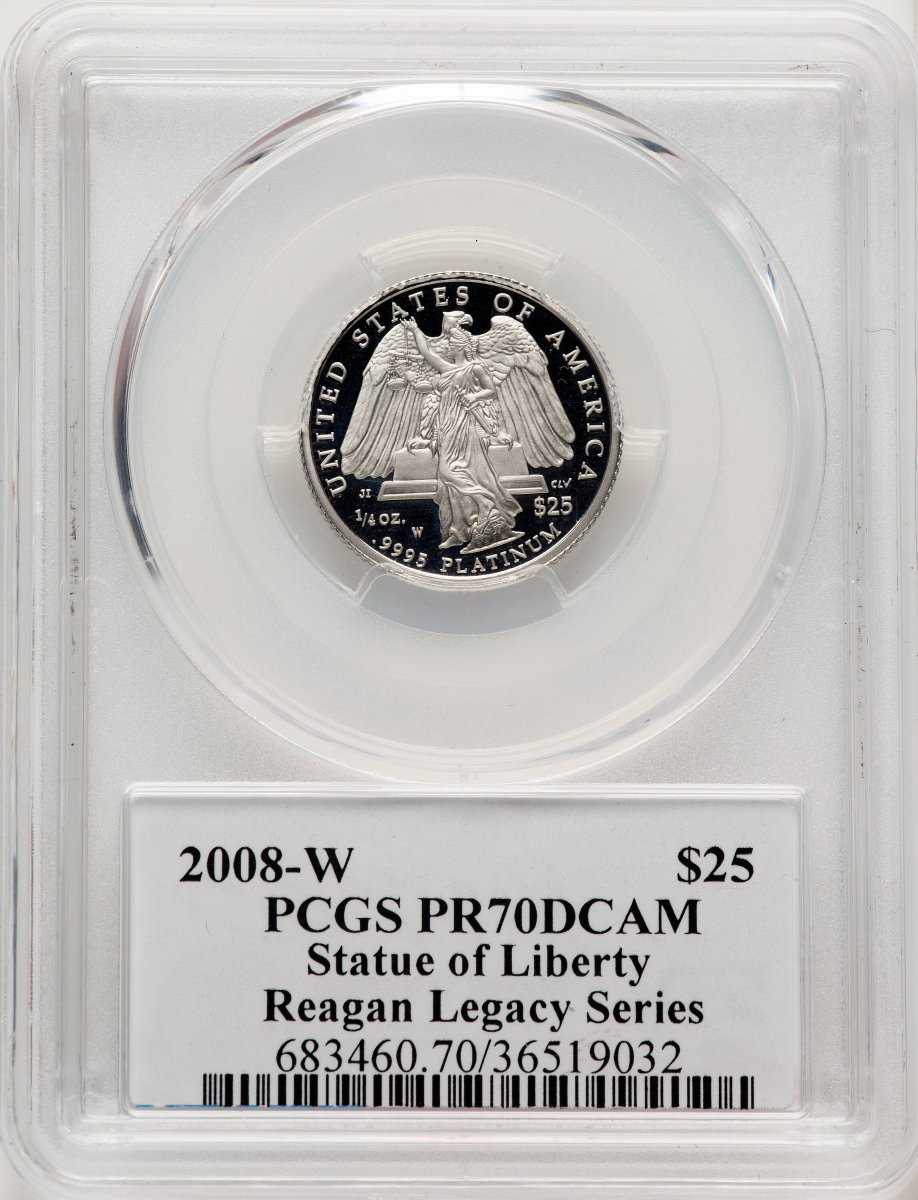 UNITED STATES OF AMERICA
JI
CLV
1/4 OZ.
W
$25
.9995 PLATINUM
2008-W $25
PCGS PR70DCAM
Statue of Liberty
Reagan Legacy Series
683460.70/36519032